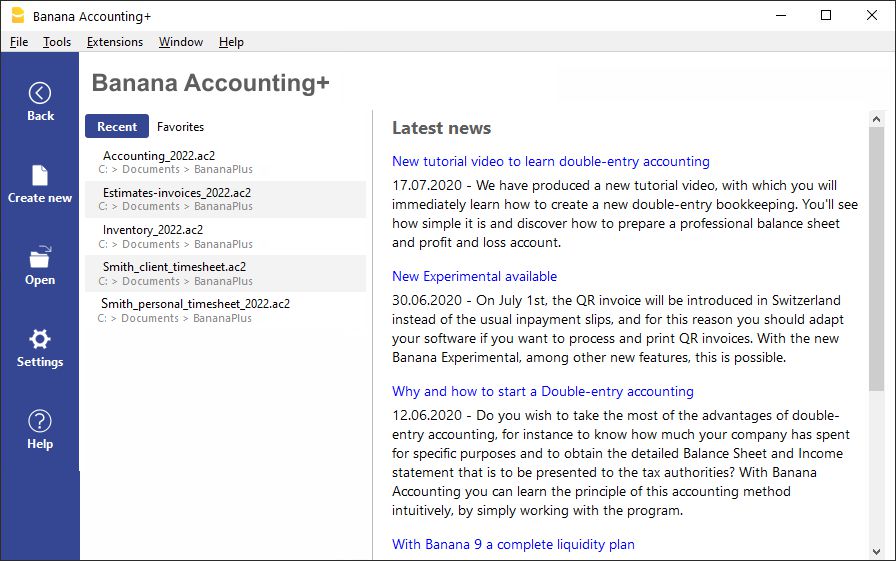 Banana Accounting+
File Tools Extensions Window Help
Back
Create new
Open
Settings
Help
Banana Accounting+
Recent Favorites
Accounting_2022.ac2
C: > Documents > BananaPlus
Estimates-invoices_2022.ac2
C: > Documents > BananaPlus
Inventory_2022.ac2
C: > Documents > BananaPlus
Smith_client_timesheet.ac2
C: > Documents > BananaPlus
Smith_personal_timesheet_2022.ac2
C: > Documents > BananaPlus
Latest news
New tutorial video to learn double-entry accounting
17.07.2020 - We have produced a new tutorial video, with which you will
immediately learn how to create a new double-entry bookkeeping. You'll see
how simple it is and discover how to prepare a professional balance sheet
and profit and loss account.
New Experimental available
30.06.2020 - On July 1st, the QR invoice will be introduced in Switzerland
instead of the usual inpayment slips, and for this reason you should adapt
your software if you want to process and print QR invoices. With the new
Banana Experimental, among other new features, this is possible.
Why and how to start a Double-entry accounting
12.06.2020 - Do you wish to take the most of the advantages of double-
entry accounting, for instance to know how much your company has spent
for specific purposes and to obtain the detailed Balance Sheet and Income
statement that is to be presented to the tax authorities? With Banana
Accounting you can learn the principle of this accounting method
intuitively, by simply working with the program.
With Banana 9 a complete liquidity plan